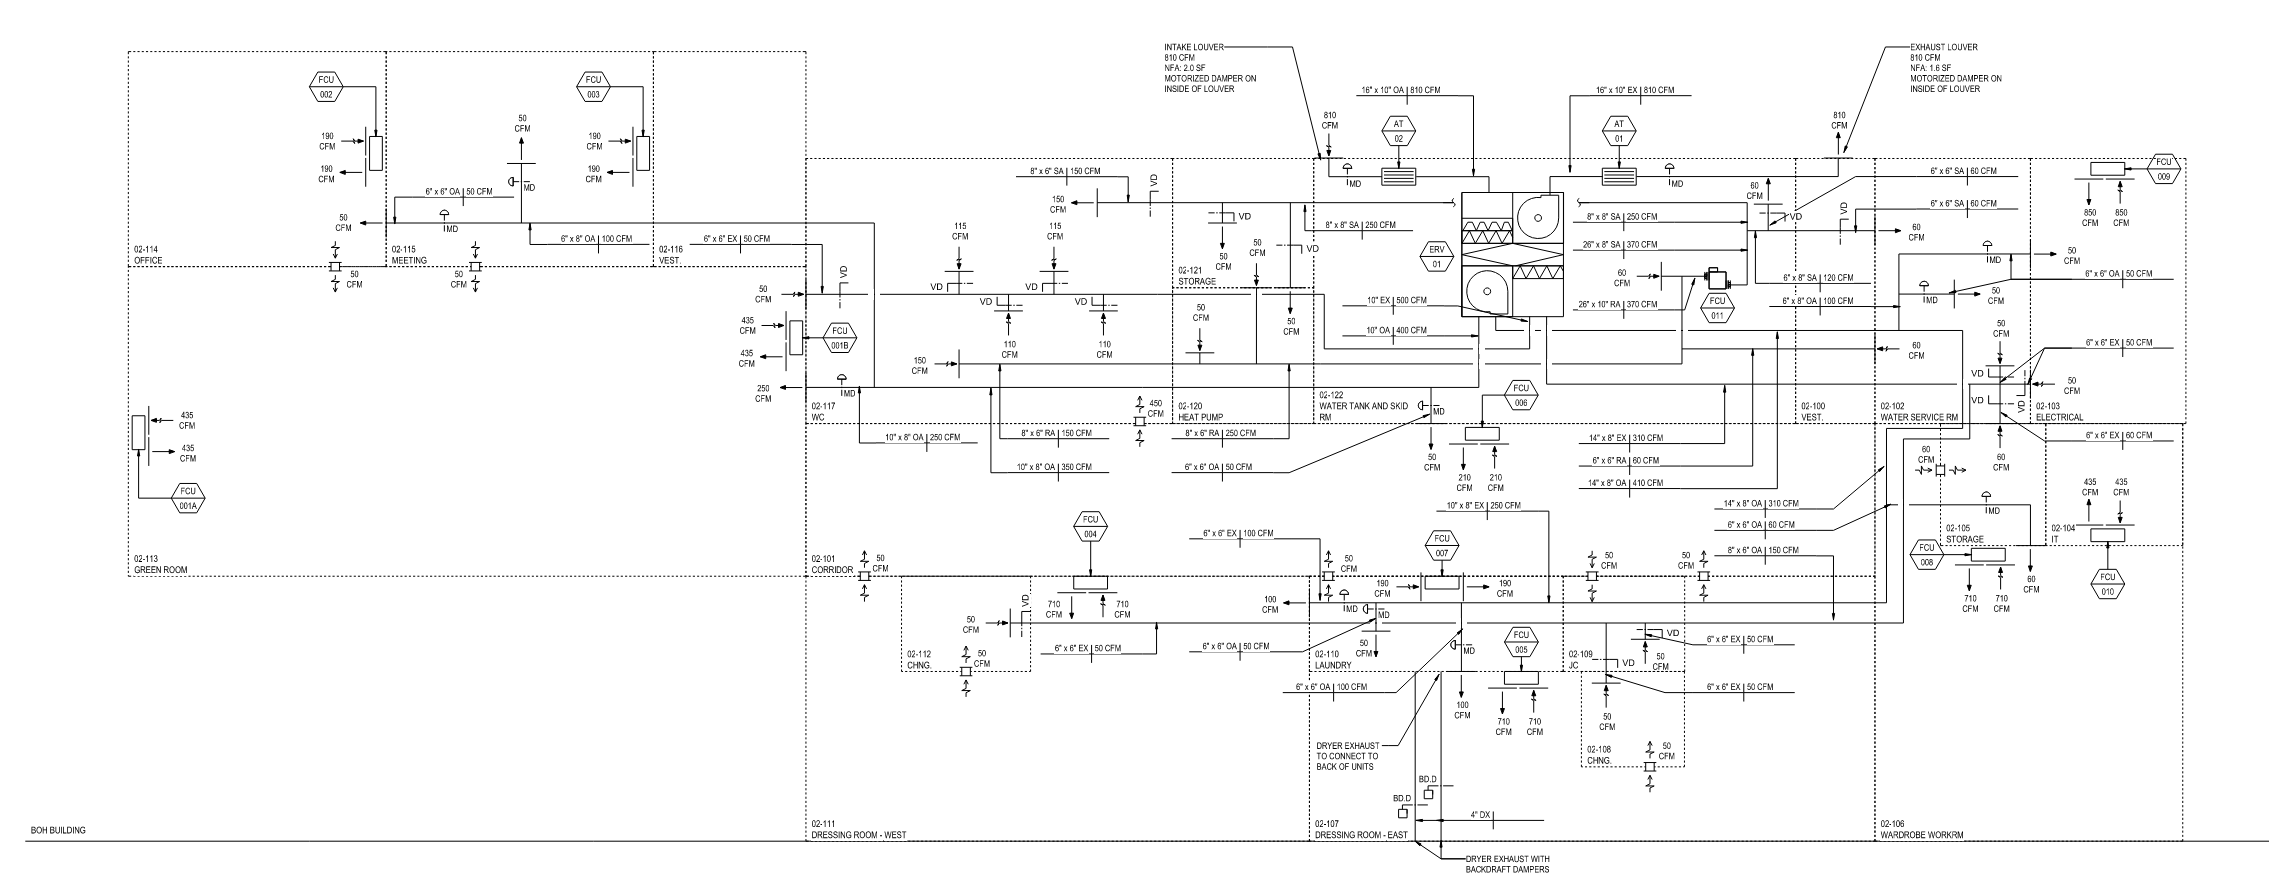 INTAKE LOUVER
810 CFM
NFA: 2.0 SF
MOTORIZED DAMPER ON
INSIDE OF LOUVER
EXHAUST LOUVER
810 CFM
NFA: 1.6 SF
MOTORIZED DAMPER ON
INSIDE OF LOUVER
FCU
002
FCU
003
16" x 10" OA | 810 CFM
16" x 10" EX | 810 CFM
50
CFM
810
CFM
AT
02
AT
01
810
CFM
190
CFM
190
CFM
190
CFM
190
CFM
MD
6" x 6" OA | 50 CFM
50
CFM
MD
6" x 8" OA | 100 CFM
6" x 6" EX | 50 CFM
02-114
OFFICE
02-115
MEETING
02-116
VEST.
50
CFM
50
CFM
8" x 6" SA | 150 CFM
VD
150
CFM
MD
MD
60
CFM
6" x 6" SA | 60 CFM
FCU
009
850
CFM
850
CFM
VD
50
CFM
50
CFM
VD
8" x 8" SA | 250 CFM
8" x 8" SA | 250 CFM
VD
VD
6" x 6" SA | 60 CFM
60
CFM
115
CFM
115
CFM
ERV
01
26" x 8" SA | 370 CFM
MD
50
CFM
02-121
STORAGE
VD
VD
VD
VD
VD
60
CFM
FCU
011
6" x 8" SA | 120 CFM
6" x 6" OA | 50 CFM
50
CFM
MD
50
CFM
10" EX | 500 CFM
26" x 10" RA | 370 CFM
6" x 8" OA | 100 CFM
50
CFM
50
CFM
435
CFM
435
CFM
FCU
001B
110
CFM
110
CFM
10" OA | 400 CFM
50
CFM
60
CFM
6" x 6" EX | 50 CFM
150
CFM
VD
250
CFM
MD
50
CFM
FCU
006
VD
VD
02-117
WC
450
CFM
02-120
HEAT PUMP
02-122
WATER TANK AND SKID
RM
MD
02-100
VEST.
02-102
WATER SERVICE RM
02-103
ELECTRICAL
435
CFM
435
CFM
10" x 8" OA | 250 CFM
8" x 6" RA | 150 CFM
8" x 6" RA | 250 CFM
14" x 8" EX | 310 CFM
6" x 6" EX | 60 CFM
50
CFM
60
CFM
60
CFM
10" x 8" OA | 350 CFM
6" x 6" OA | 50 CFM
210
CFM
210
CFM
6" x 6" RA | 60 CFM
14" x 8" OA | 410 CFM
FCU
001A
435
CFM
435
CFM
14" x 8" OA | 310 CFM
10" x 8" EX | 250 CFM
MD
FCU
004
6" x 6" EX | 100 CFM
FCU
007
6" x 6" OA | 60 CFM
02-105
STORAGE
02-104
IT
02-113
GREEN ROOM
02-101
CORRIDOR
50
CFM
50
CFM
50
CFM
50
CFM
8" x 6" OA | 150 CFM
FCU
008
FCU
010
60
CFM
190
CFM
190
CFM
710
CFM
710
CFM
710
CFM
710
CFM
100
CFM
MD
MD
VD
50
CFM
6" x 6" EX | 50 CFM
6" x 6" OA | 50 CFM
50
CFM
MD
FCU
005
VD
6" x 6" EX | 50 CFM
02-112
CHNG.
50
CFM
02-110
LAUNDRY
02-109
JC
VD
50
CFM
6" x 6" OA | 100 CFM
6" x 6" EX | 50 CFM
100
CFM
710
CFM
710
CFM
50
CFM
DRYER EXHAUST
TO CONNECT TO
BACK OF UNITS
02-108
CHNG.
50
CFM
BD.D
BD.D
4" DX |
BOH BUILDING
02-111
DRESSING ROOM - WEST
02-107
DRESSING ROOM - EAST
02-106
WARDROBE WORKRM
DRYER EXHAUST WITH
BACKDRAFT DAMPERS